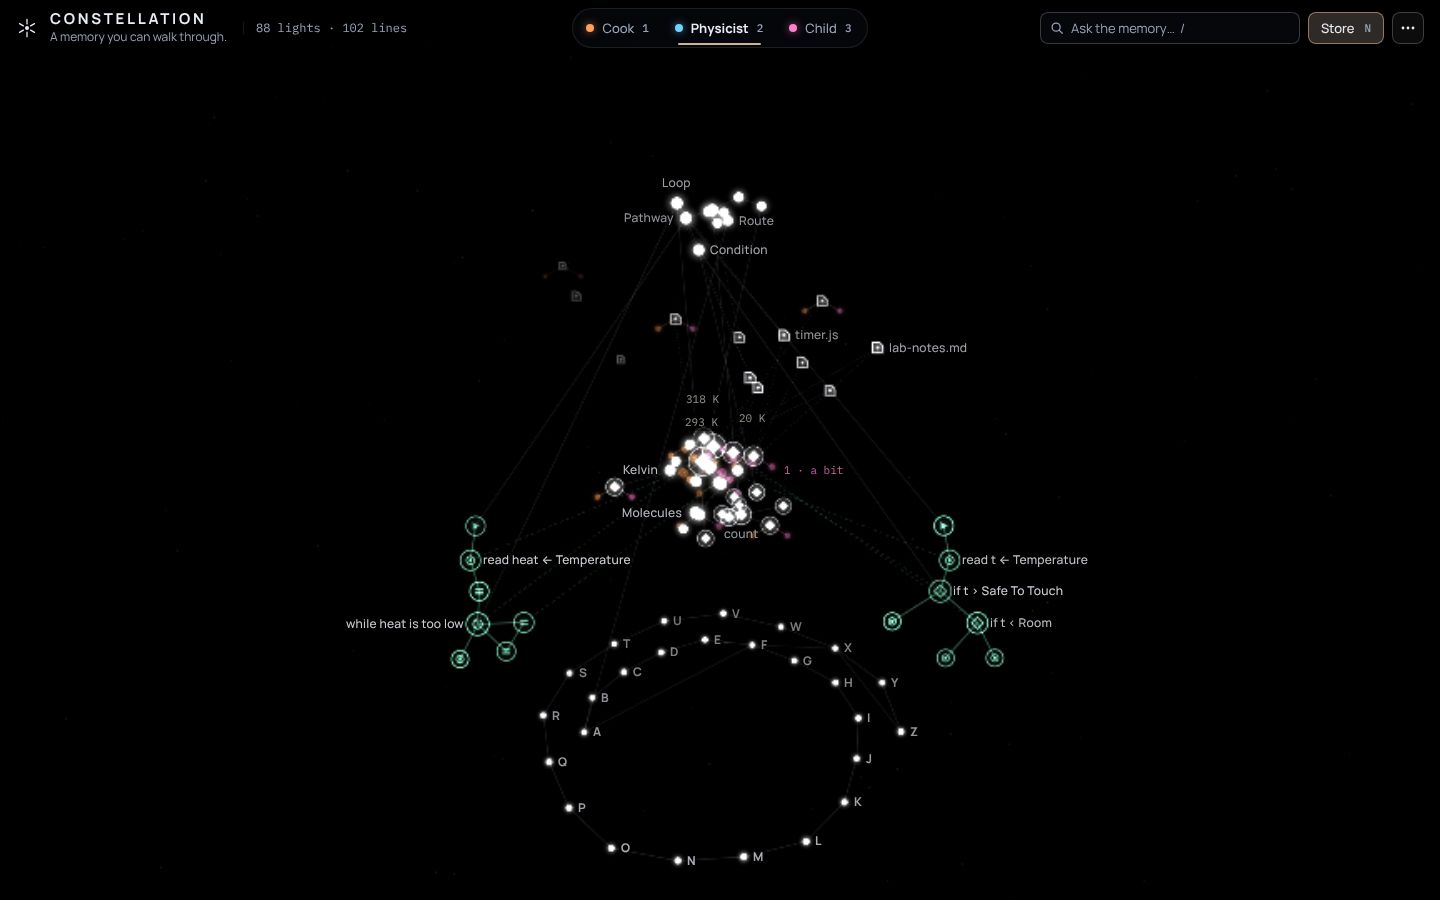 CONSTELLATION
A memory you can walk through.
88 lights · 102 lines
Cook 1
Physicist 2
Child 3
Ask the memory… /
Store N
Loop
Pathway
Route
Condition
timer.js
lab-notes.md
318 K
293 K
20 K
Kelvin
1 · a bit
Molecules
count
read heat ← Temperature
while heat is too low
read t ← Temperature
if t > Safe To Touch
if t < Room
V
U
W
T
E
F
X
D
G
S
C
H
Y
B
R
I
A
Z
Q
J
P
K
O
L
N
M